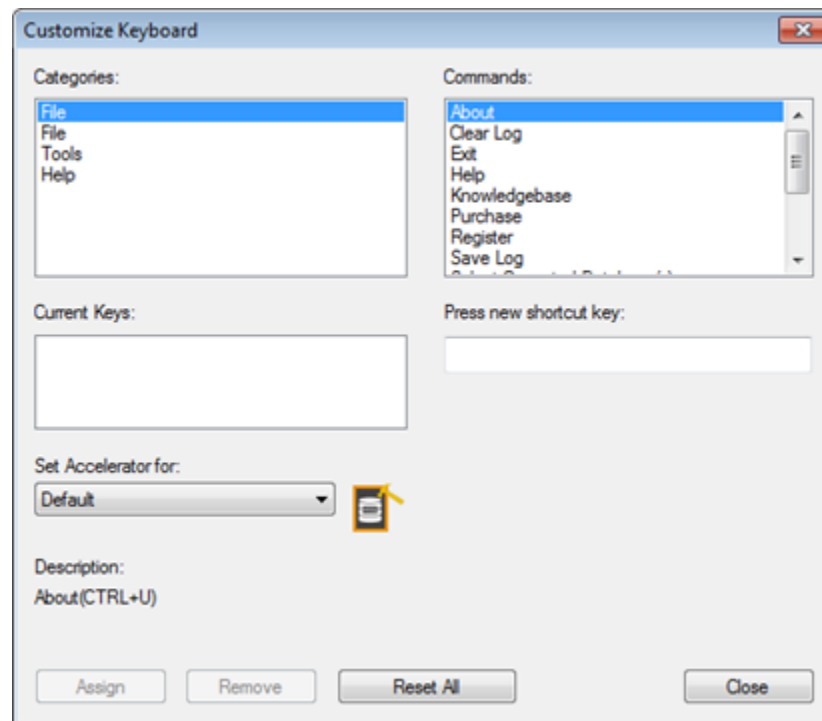 Customize Keyboard
Categories:
File
File
Tools
Help
Commands:
About
Clear Log
Exit
Help
Knowledgebase
Purchase
Register
Save Log
Current Keys:
Press new shortcut key:
Set Accelerator for:
Default
Description:
About(CTRL+U)
Assign
Remove
Reset All
Close